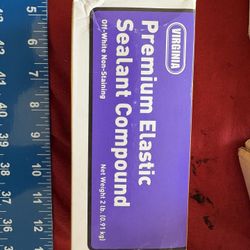 VIRGINIA
Premium Elastic
Sealant Compound
Off-White Non-Staining
Net Weight 2 lb. (0.91 kg)